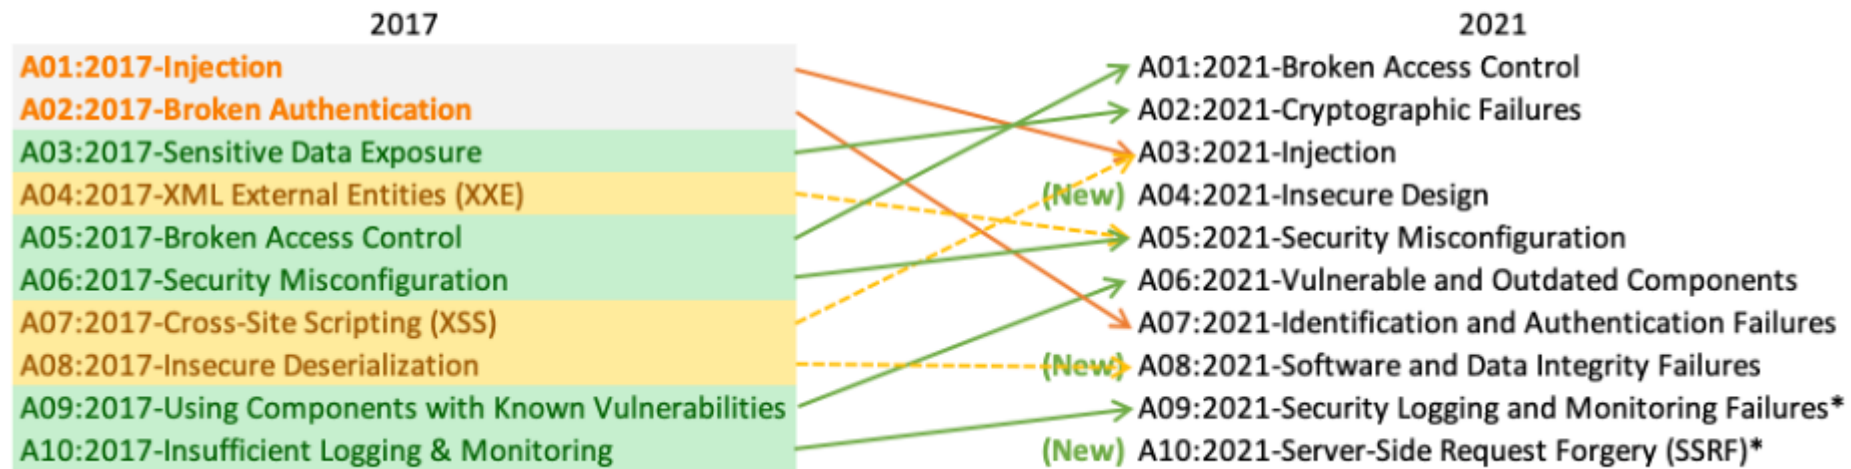 2017
A01:2017-Injection
A02:2017-Broken Authentication
A03:2017-Sensitive Data Exposure
A04:2017-XML External Entities (XXE)
A05:2017-Broken Access Control
A06:2017-Security Misconfiguration
A07:2017-Cross-Site Scripting (XSS)
A08:2017-Insecure Deserialization
A09:2017-Using Components with Known Vulnerabilities
A10:2017-Insufficient Logging & Monitoring
2021
A01:2021-Broken Access Control
A02:2021-Cryptographic Failures
A03:2021-Injection
(New) A04:2021-Insecure Design
A05:2021-Security Misconfiguration
A06:2021-Vulnerable and Outdated Components
A07:2021-Identification and Authentication Failures
(New) A08:2021-Software and Data Integrity Failures
A09:2021-Security Logging and Monitoring Failures*
(New) A10:2021-Server-Side Request Forgery (SSRF)*